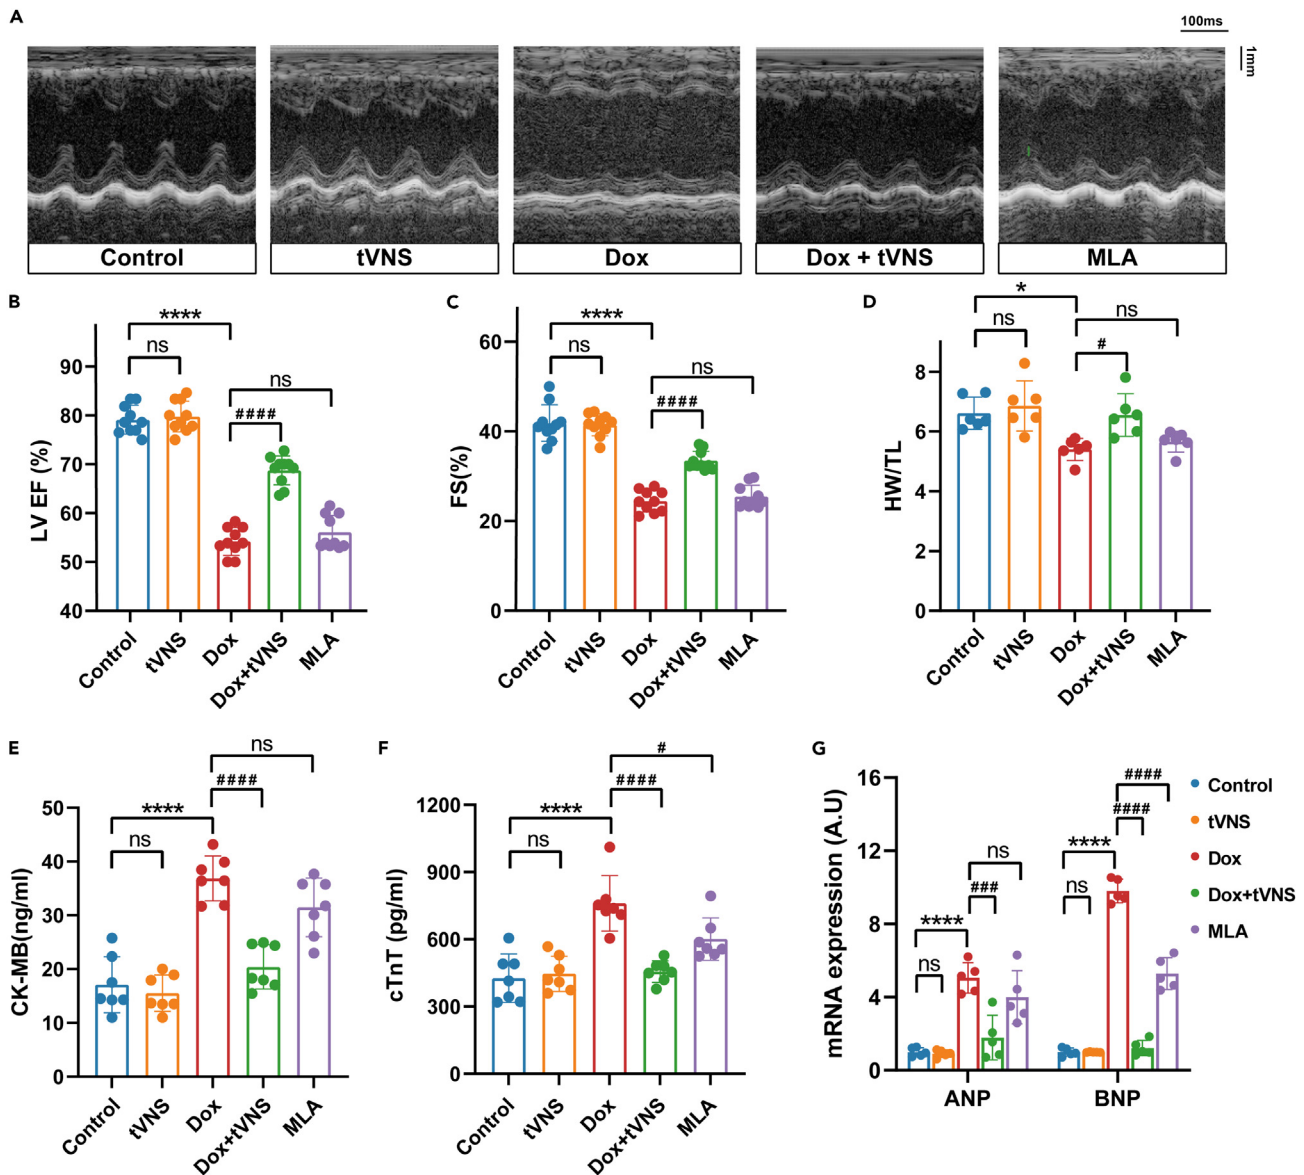 A
100ms
1mm
Control
tVNS
Dox
Dox + tVNS
MLA
B
LV EF (%)
90
80
70
60
50
40
****
ns
ns
####
Control
tVNS
Dox
Dox+tVNS
MLA
C
FS(%)
60
40
20
0
****
ns
ns
####
Control
tVNS
Dox
Dox+tVNS
MLA
D
HW/TL
8
6
4
2
0
*
ns
ns
#
Control
tVNS
Dox
Dox+tVNS
MLA
E
CK-MB(ng/ml)
50
40
30
20
10
0
ns
####
****
ns
Control
tVNS
Dox
Dox+tVNS
MLA
F
cTnT (pg/ml)
1200
900
600
300
0
#
####
****
ns
Control
tVNS
Dox
Dox+tVNS
MLA
G
mRNA expression (A.U)
16
12
8
4
0
ns
###
****
ns
####
####
****
ns
ANP
BNP
Control
tVNS
Dox
Dox+tVNS
MLA